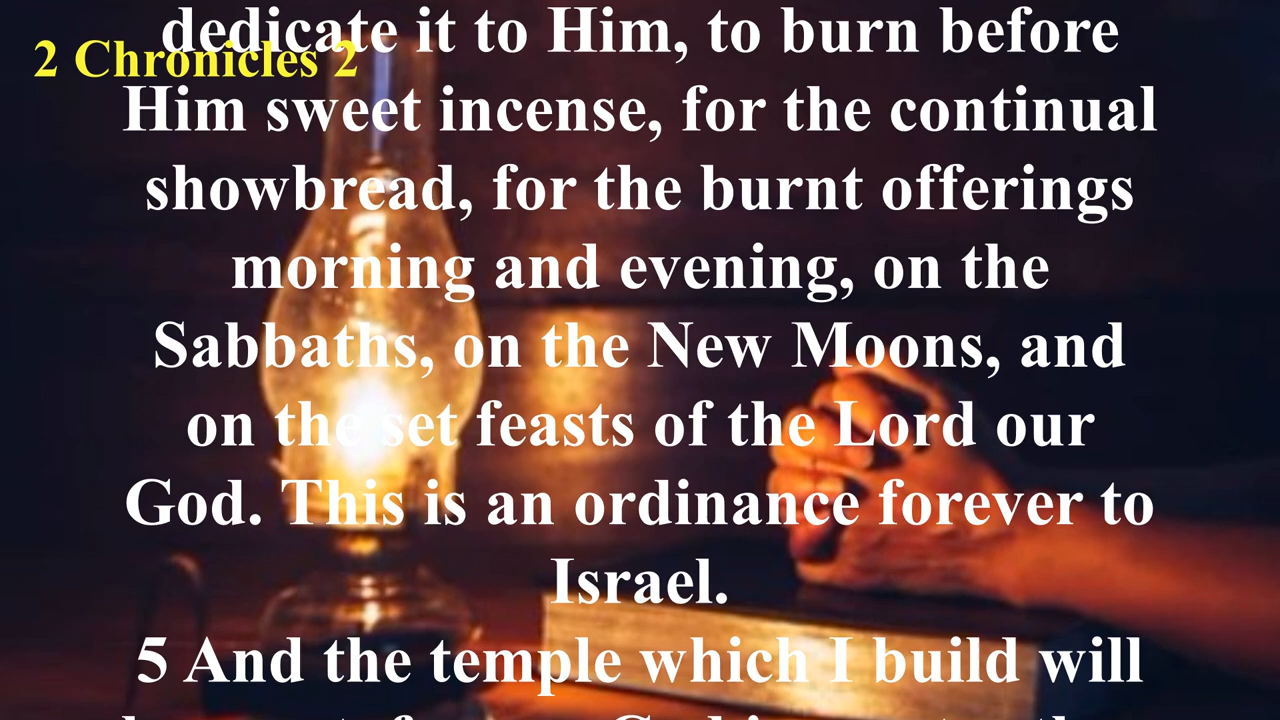 dedicate it to Him, to burn before
2 Chronicles 2
Him sweet incense, for the continual
showbread, for the burnt offerings
morning and evening, on the
Sabbaths, on the New Moons, and
on the set feasts of the Lord our
God. This is an ordinance forever to
Israel.
5 And the temple which I build will